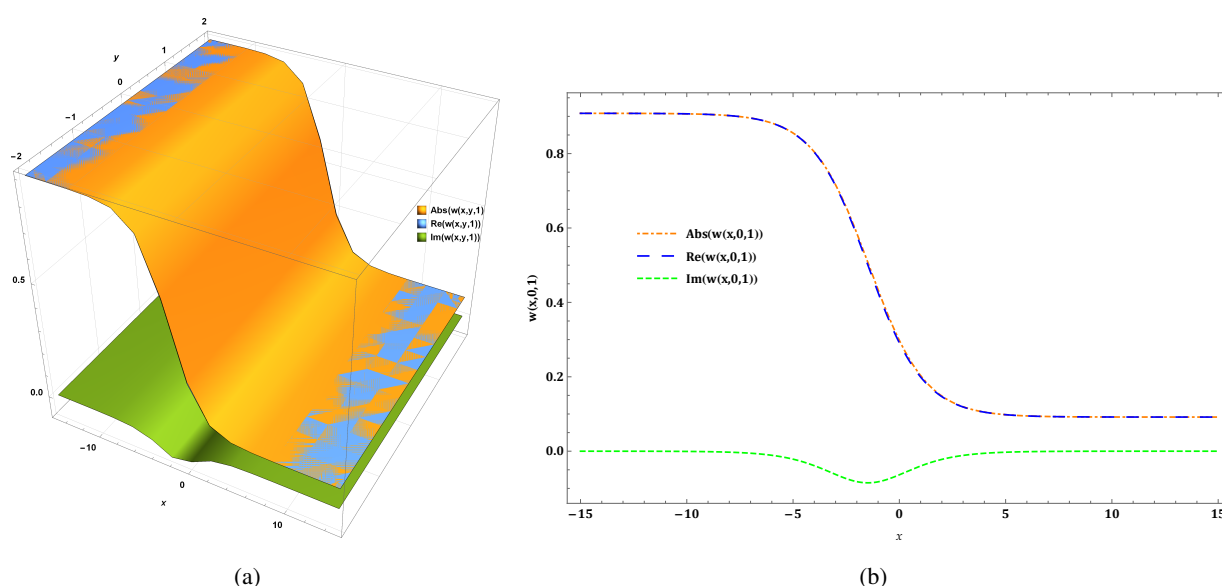 2
1
y
0
−1
−2
Abs(w(x,y,1)
Re(w(x,y,1))
Im(w(x,y,1))
0.5
0.0
−10
0
x
10
(a)
0.8
0.6
w(x,0,1)
0.4
0.2
0.0
Abs(w(x,0,1))
Re(w(x,0,1))
Im(w(x,0,1))
−15 −10 −5 0 5 10 15
x
(b)